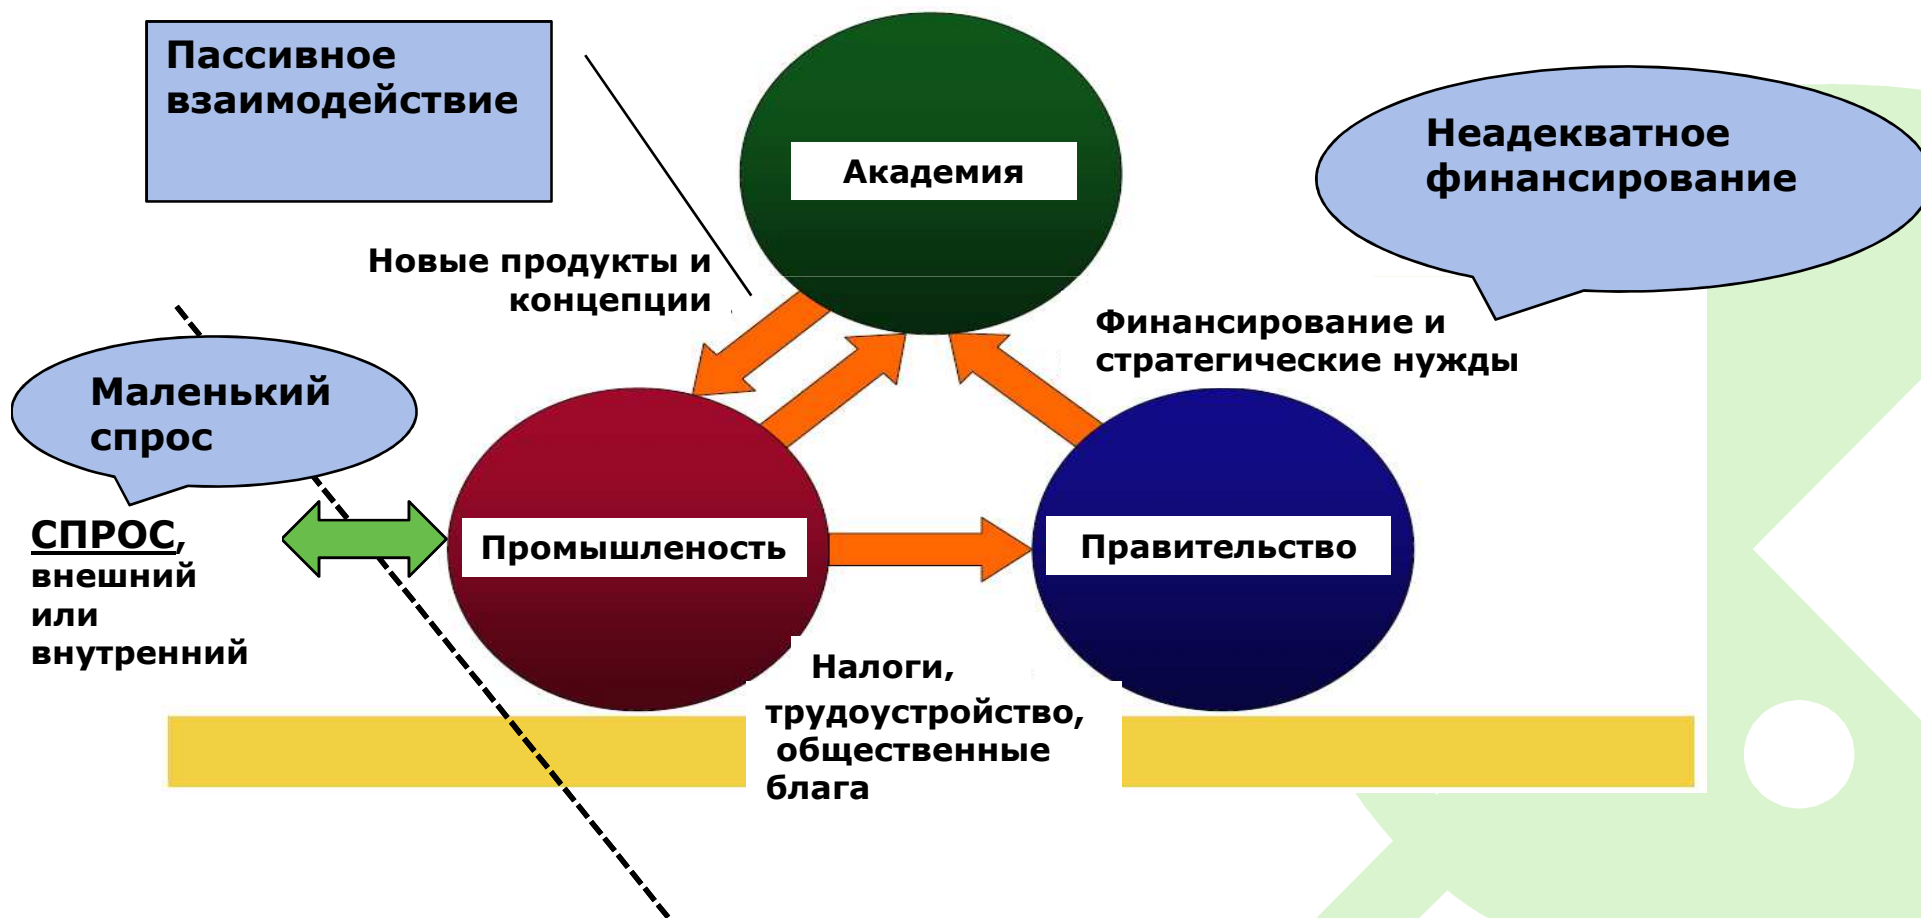 Пассивное
взаимодействие
Академия
Неадекватное
финансирование
Новые продукты и
концепции
Финансирование и
стратегические нужды
Маленький
спрос
СПРОС,
внешний
или
внутренний
Промышленость
Правительство
Налоги,
трудоустройство,
общественные
блага